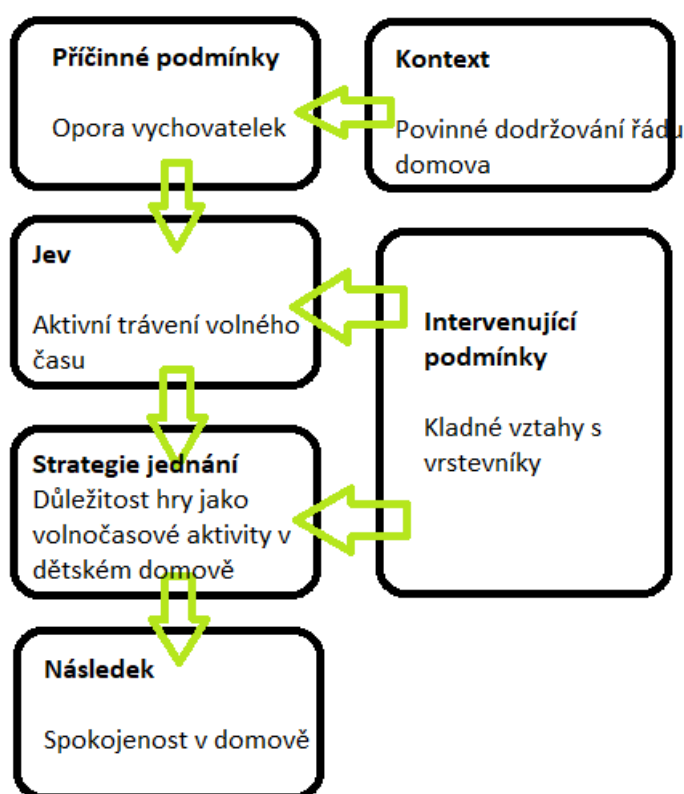 Příčinné podmínky
Opora vychovatelek
Kontext
Povinné dodržování řádu
domova
Jev
Aktivní trávení volného
času
Intervenující
podmínky
Kladné vztahy s
vrstevníky
Strategie jednání
Důležitost hry jako
volnočasové aktivity v
dětském domově
Následek
Spokojenost v domově